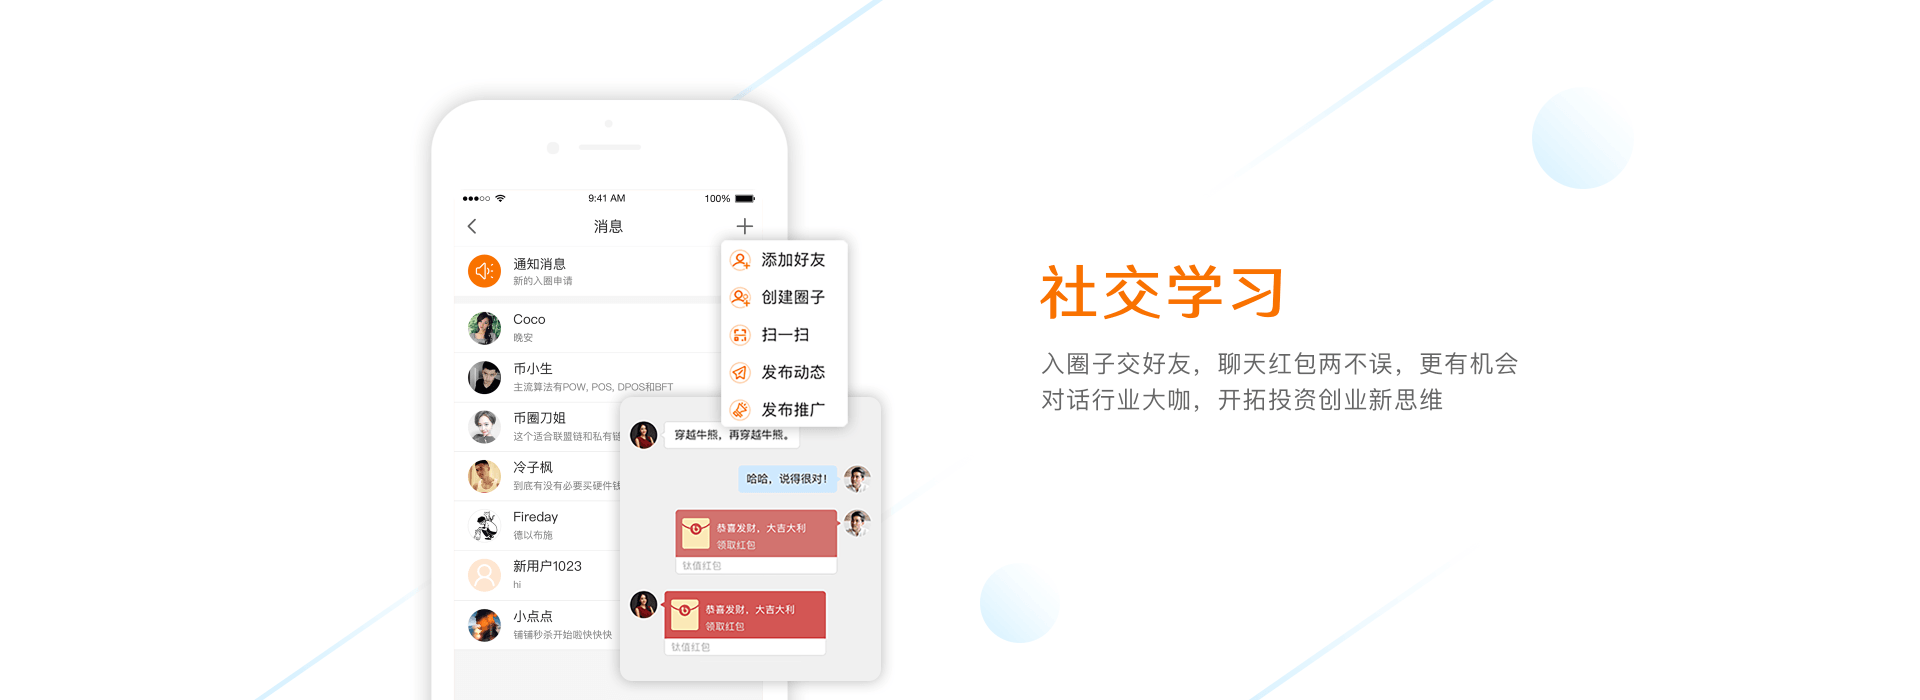 9:41 AM
100%
消息
通知消息
新的入圈申请
Coco
晚安
币小生
主流算法有POW, POS, DPOS和BFT
币圈刀姐
这个适合联盟链和私有链
冷子枫
到底有没有必要买硬件钱
Fireday
德以布施
新用户1023
hi
小点点
铺铺秒杀开始啦快快快
添加好友
创建圈子
扫一扫
发布动态
发布推广
穿越牛熊，再穿越牛熊。
哈哈，说得很对！
恭喜发财，大吉大利
领取红包
钛值红包
恭喜发财，大吉大利
领取红包
钛值红包
社交学习
入圈子交好友，聊天红包两不误，更有机会
对话行业大咖，开拓投资创业新思维